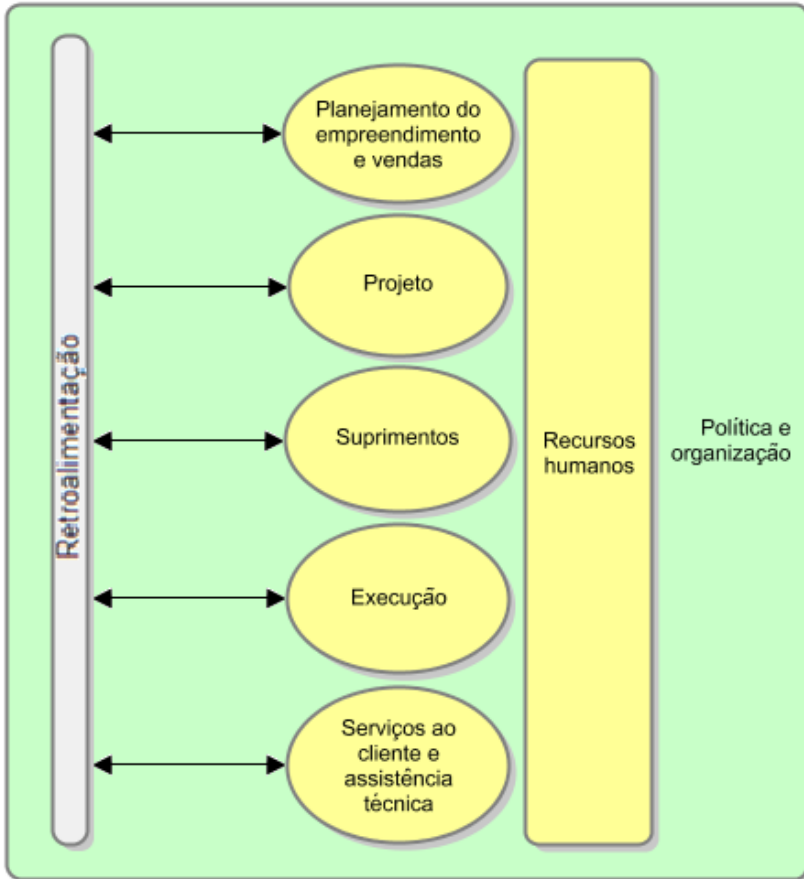 Retroalimentação
Planejamento do
empreendimento
e vendas
Projeto
Suprimentos
Execução
Serviços ao
cliente e
assistência
técnica
Recursos
humanos
Política e
organização